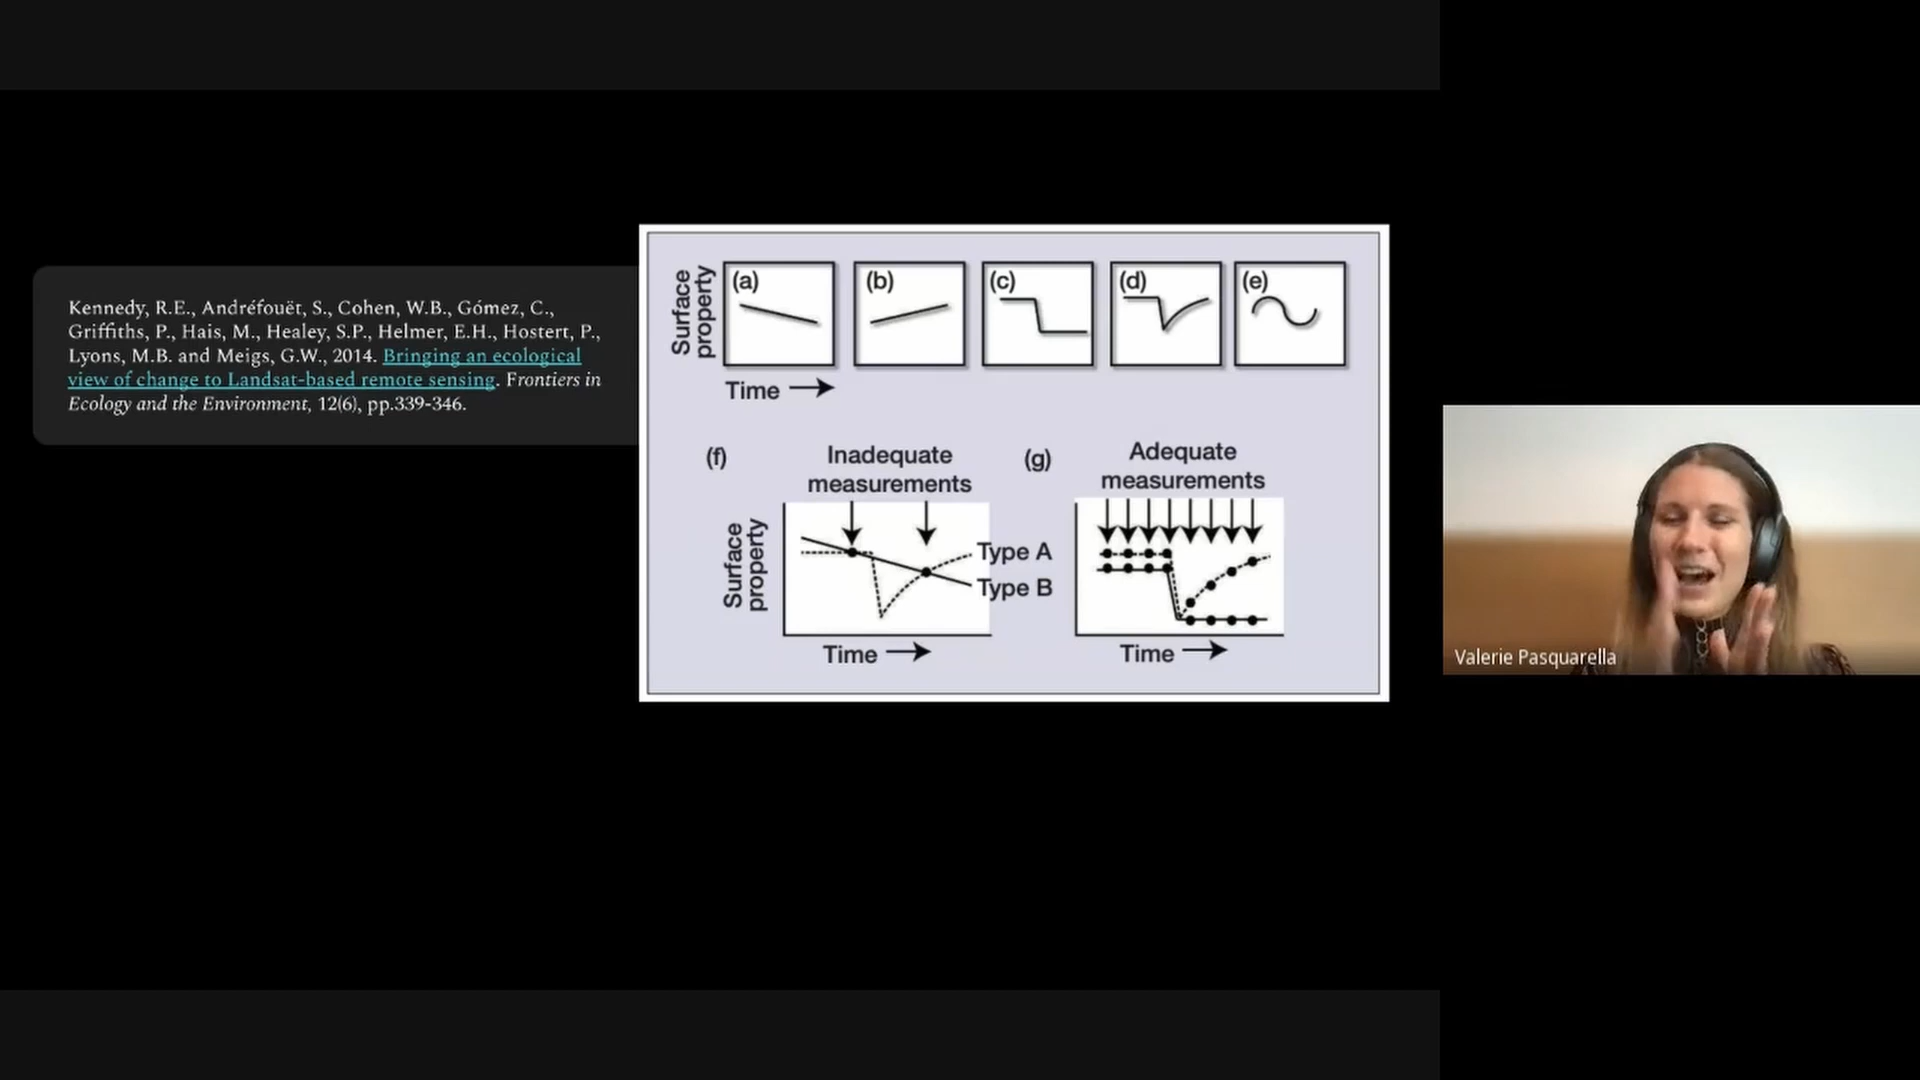 Kennedy, R.E., Andréfouët, S., Cohen, W.B., Gómez, C.,
Griffiths, P., Hais, M., Healey, S.P., Helmer, E.H., Hostert, P.,
Lyons, M.B. and Meigs, G.W., 2014. Bringing an ecological
view of change to Landsat-based remote sensing. Frontiers in
Ecology and the Environment, 12(6), pp.339-346.
Surface
property
(a)
(b)
(c)
(d)
(e)
Time
(f)
Inadequate
measurements
Surface
property
Type A
Type B
Time
(g)
Adequate
measurements
Time
Valerie Pasquarella